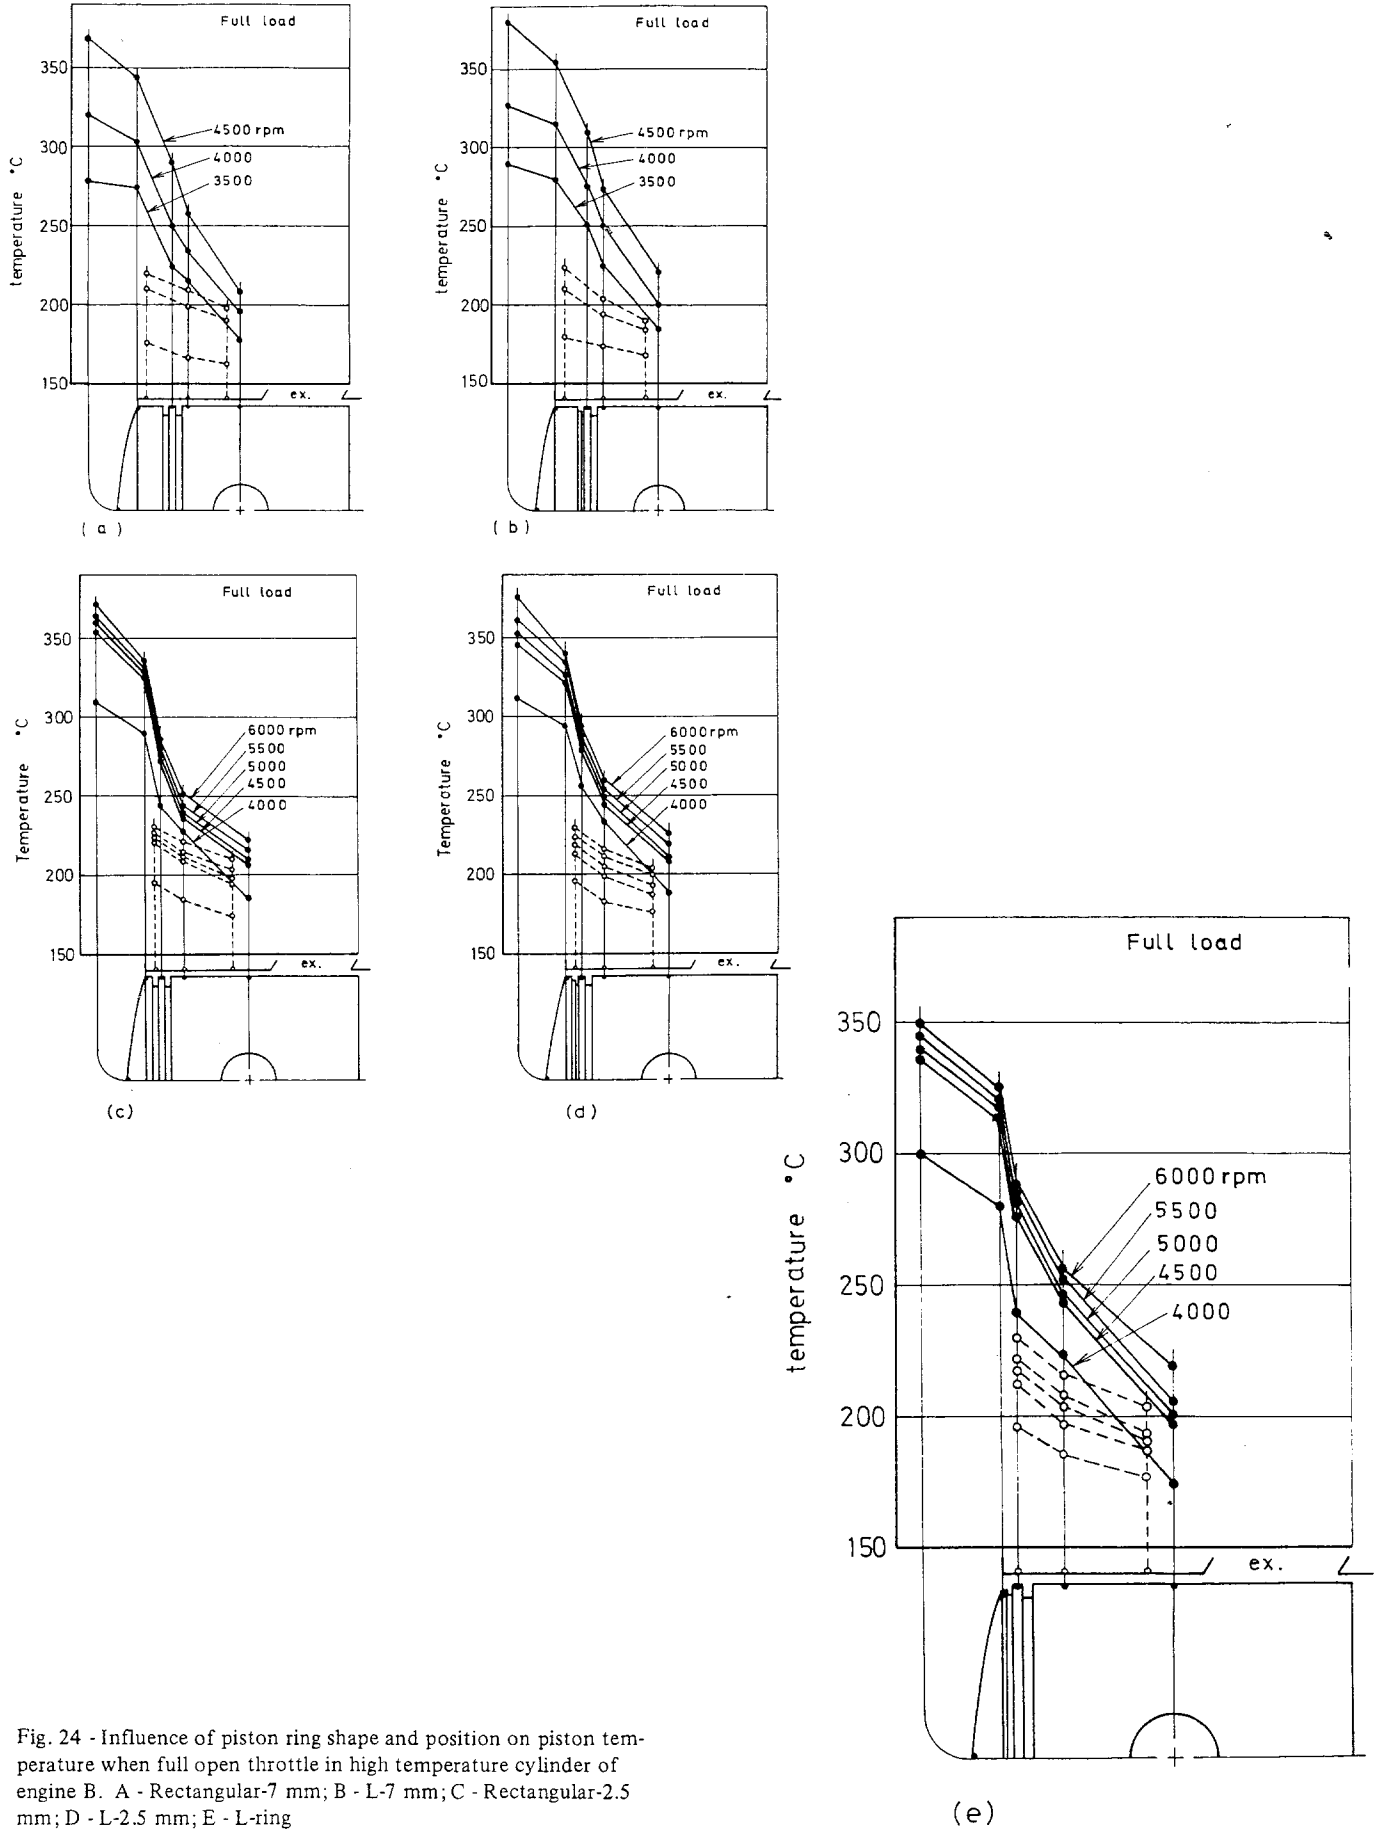 Full load
350
300
250
200
150
temperature °C
4500 rpm
4000
3500
ex.
(a)
Full load
350
300
250
200
150
temperature °C
4500 rpm
4000
3500
ex.
(b)
Full load
350
300
250
200
150
Temperature °C
6000 rpm
5500
5000
4500
4000
ex.
(c)
Full load
350
300
250
200
150
Temperature °C
6000 rpm
5500
5000
4500
4000
ex.
(d)
Full load
350
300
250
200
150
temperature °C
6000 rpm
5500
5000
4500
4000
ex.
(e)
Fig. 24 - Influence of piston ring shape and position on piston tem-
perature when full open throttle in high temperature cylinder of
engine B. A - Rectangular-7 mm; B - L-7 mm; C - Rectangular-2.5
mm; D - L-2.5 mm; E - L-ring